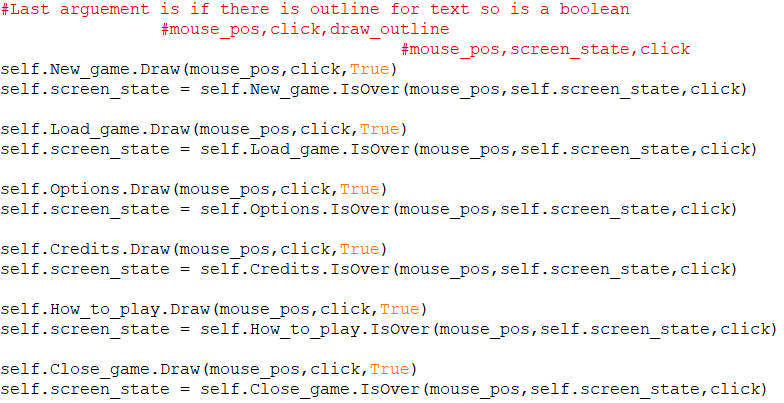 #Last arguement is if there is outline for text so is a boolean
#mouse_pos,click,draw_outline
#mouse_pos,screen_state,click
self.New_game.Draw(mouse_pos,click,True)
self.screen_state = self.New_game.IsOver(mouse_pos,self.screen_state,click)
self.Load_game.Draw(mouse_pos,click,True)
self.screen_state = self.Load_game.IsOver(mouse_pos,self.screen_state,click)
self.Options.Draw(mouse_pos,click,True)
self.screen_state = self.Options.IsOver(mouse_pos,self.screen_state,click)
self.Credits.Draw(mouse_pos,click,True)
self.screen_state = self.Credits.IsOver(mouse_pos,self.screen_state,click)
self.How_to_play.Draw(mouse_pos,click,True)
self.screen_state = self.How_to_play.IsOver(mouse_pos,self.screen_state,click)
self.Close_game.Draw(mouse_pos,click,True)
self.screen_state = self.Close_game.IsOver(mouse_pos,self.screen_state,click)